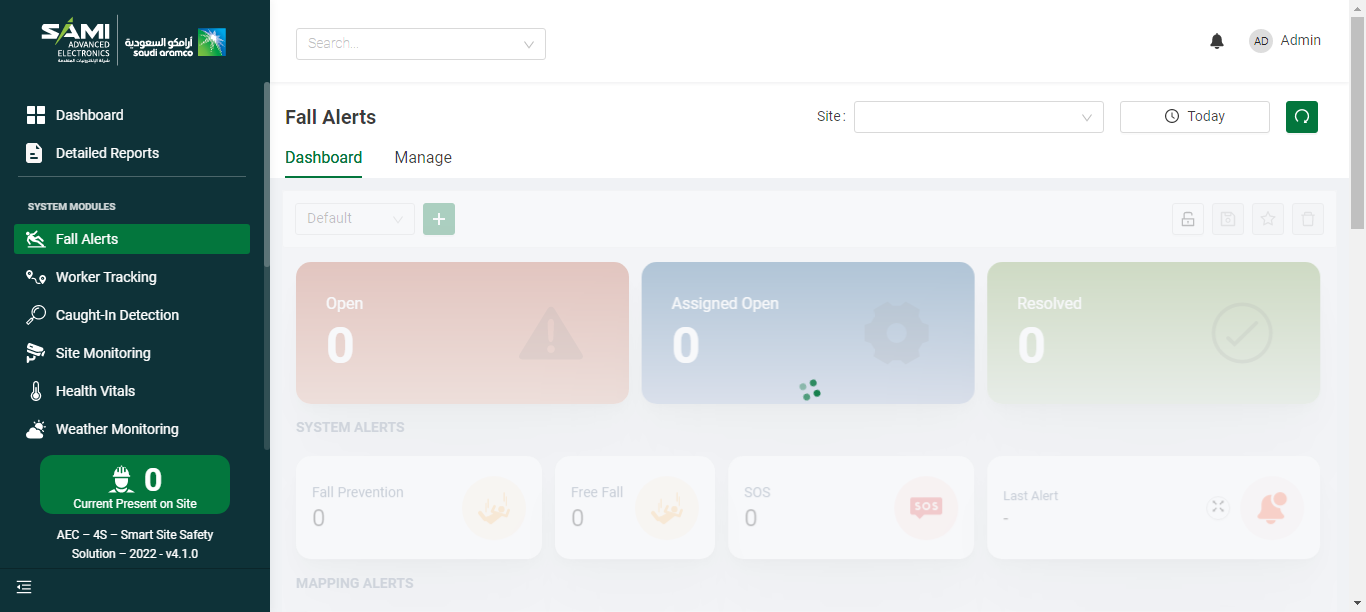 SAMI
ADVANCED
ELECTRONICS
شركة الإلكترونيات المتقدمة
أرامكو السعودية
saudi aramco
Search...
AD
Admin
Dashboard
Detailed Reports
SYSTEM MODULES
Fall Alerts
Worker Tracking
Caught-In Detection
Site Monitoring
Health Vitals
Weather Monitoring
0
Current Present on Site
AEC – 4S – Smart Site Safety
Solution – 2022 - v4.1.0
Fall Alerts
Site :
Today
Dashboard
Manage
Default
Open
0
Assigned Open
0
Resolved
0
SYSTEM ALERTS
Fall Prevention
0
Free Fall
0
SOS
0
SOS
Last Alert
-
MAPPING ALERTS